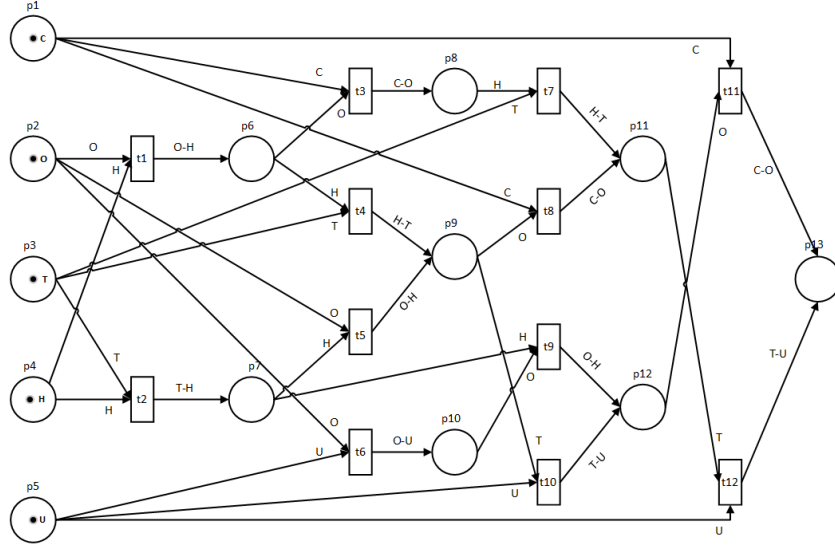 p1
C
C
C
p8
t3
C-O
H
t7
t11
T
O
H-T
p11
p2
O
O
H
t1
O-H
p6
O
H
T
t4
C
t8
O
C-O
C-O
H-T
p9
p3
T
p13
O
t5
H
O-H
H
t9
O
O-H
T-U
p4
H
T
H
t2
T-H
p7
p12
O
U
t6
O-U
p10
T
t10
U
T-U
T
t12
U
p5
U